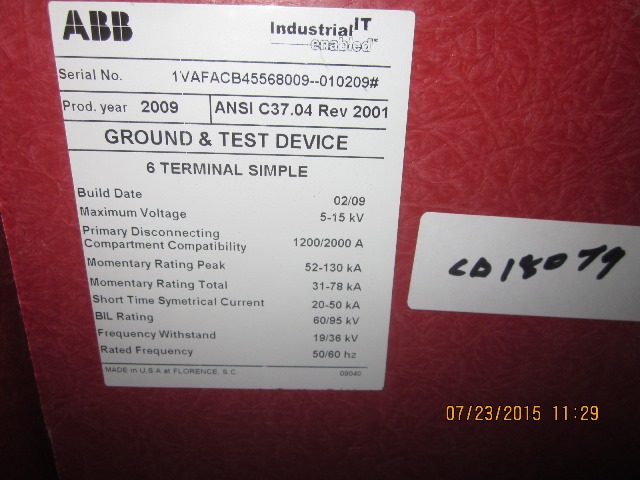 ABB
Industrial IT
enabled™
Serial No. 1VAFACB45568009--010209#
Prod. year 2009 ANSI C37.04 Rev 2001
GROUND & TEST DEVICE
6 TERMINAL SIMPLE
Build Date 02/09
Maximum Voltage 5-15 kV
Primary Disconnecting
Compartment Compatibility 1200/2000 A
Momentary Rating Peak 52-130 kA
Momentary Rating Total 31-78 kA
Short Time Symetrical Current 20-50 kA
BIL Rating 60/95 kV
Frequency Withstand 19/36 kV
Rated Frequency 50/60 hz
MADE in U.S.A at FLORENCE, S.C. 09040
CD18079
07/23/2015 11:29